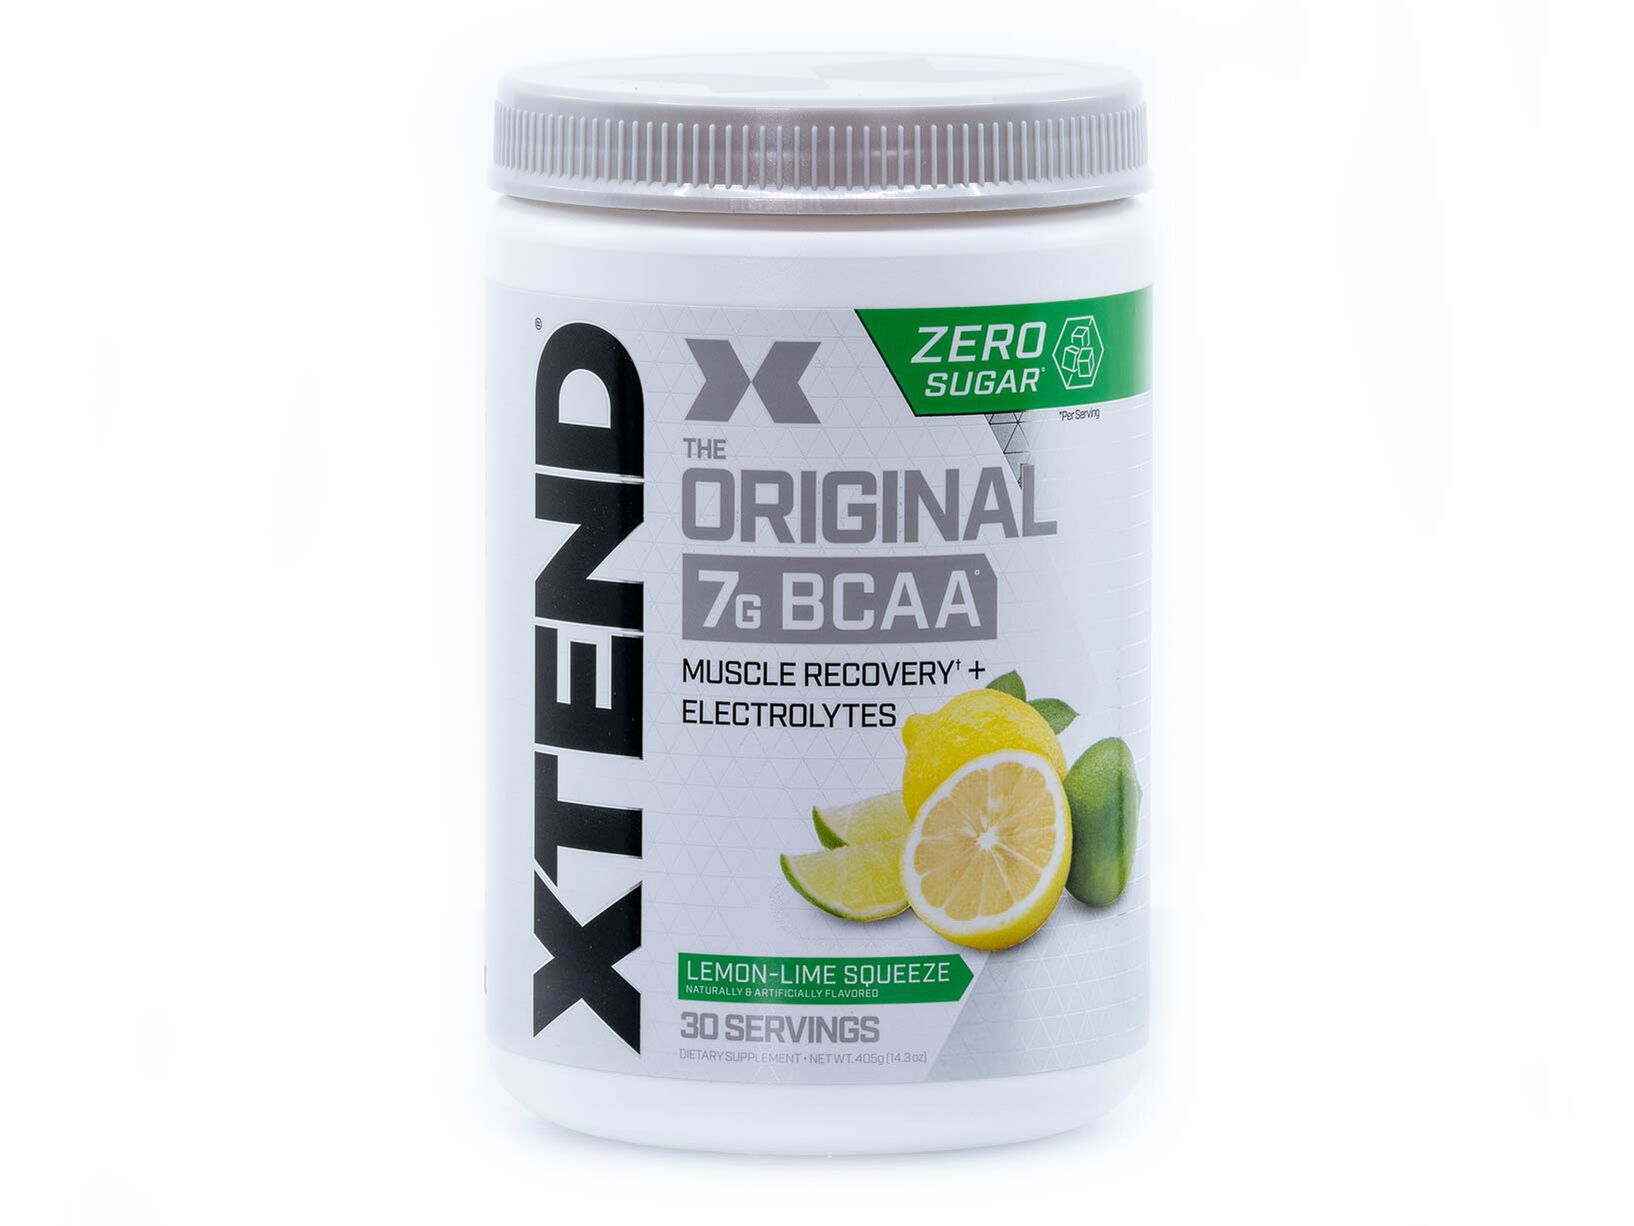 XTEND®
ZERO
SUGAR*
*Per Serving
X
THE
ORIGINAL
7G BCAA°
MUSCLE RECOVERY† +
ELECTROLYTES
LEMON-LIME SQUEEZE
NATURALLY & ARTIFICIALLY FLAVORED
30 SERVINGS
DIETARY SUPPLEMENT • NET WT. 405g (14.3 oz)